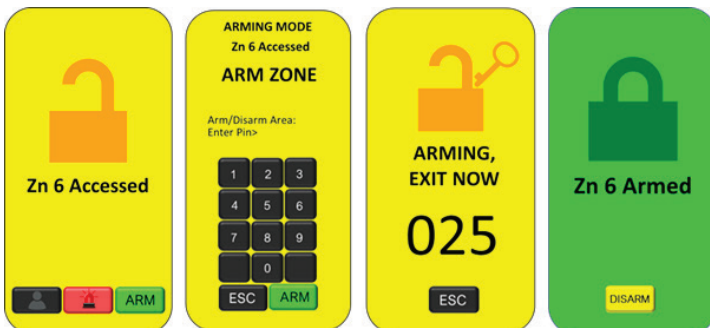 Zn 6 Accessed
ARM
ARMING MODE
Zn 6 Accessed
ARM ZONE
Arm/Disarm Area:
Enter Pin>
1 2 3
4 5 6
7 8 9
0
ESC ARM
ARMING,
EXIT NOW
025
ESC
Zn 6 Armed
DISARM